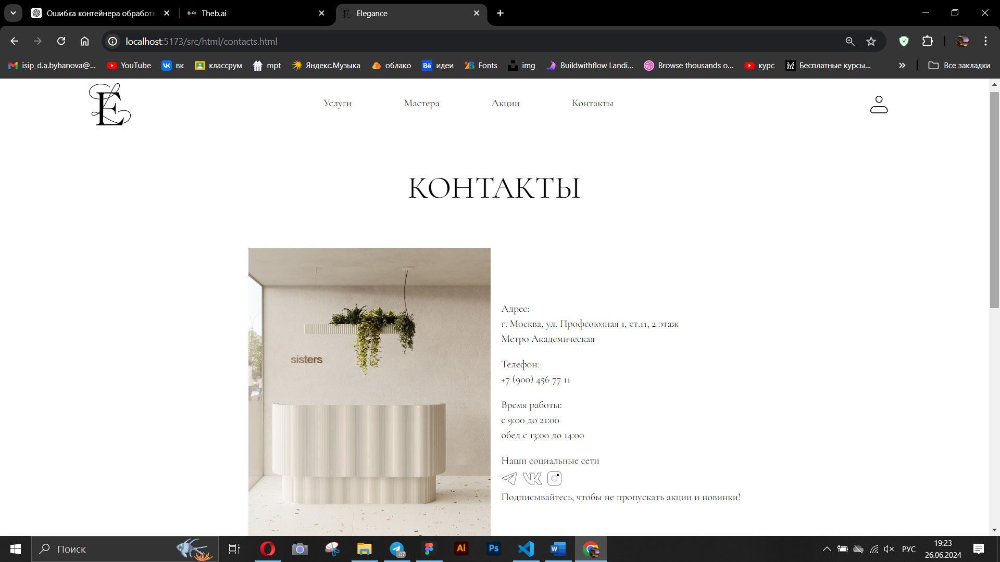 Ошибка контейнера обработк
Theb.ai
Elegance
localhost:5173/src/html/contacts.html
isip_d.a.byhanova@...
YouTube
вк
классрум
mpt
Яндекс.Музыка
облако
идеи
Fonts
img
Buildwithflow Landi...
Browse thousands o...
курс
Бесплатные курсы...
Все закладки
E
Услуги
Мастера
Акции
Контакты
КОНТАКТЫ
sisters
Адрес:
г. Москва, ул. Профсоюзная 1, ст.11, 2 этаж
Метро Академическая
Телефон:
+7 (900) 456 77 11
Время работы:
с 9:00 до 21:00
обед с 13:00 до 14:00
Наши социальные сети
Подписывайтесь, чтобы не пропускать акции и новинки!
Поиск
РУС
19:23
26.06.2024